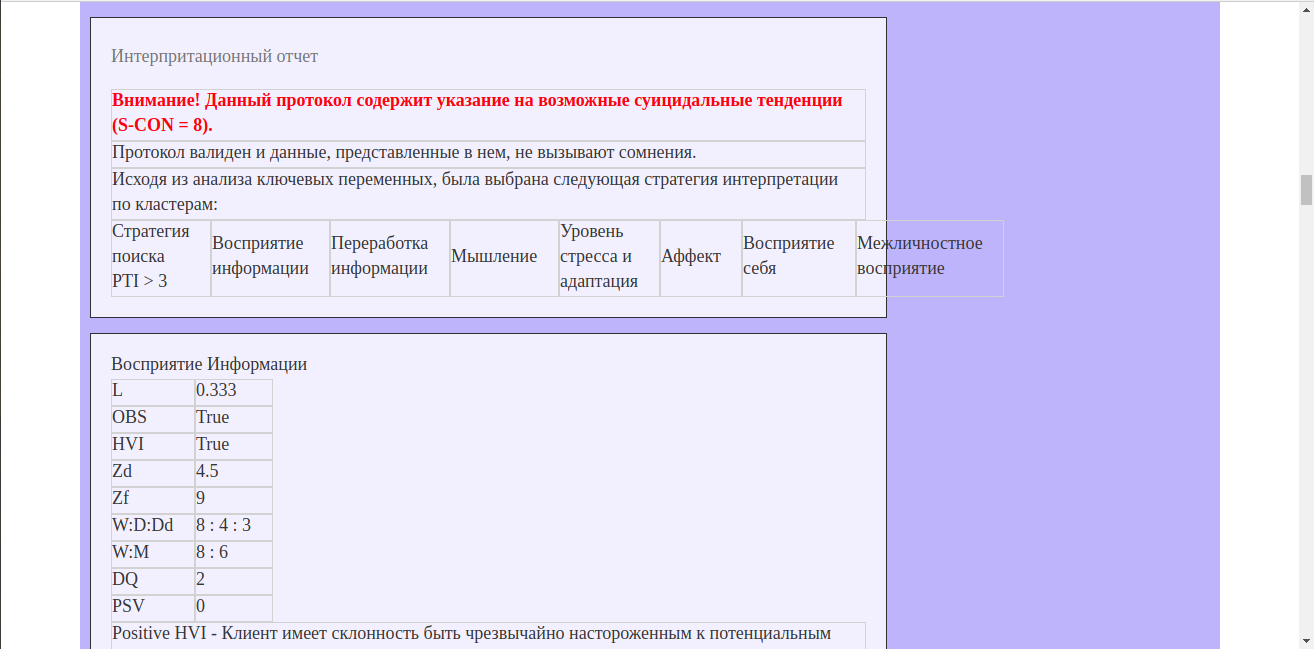 Интерпритационный отчет
Внимание! Данный протокол содержит указание на возможные суицидальные тенденции
(S-CON = 8).
Протокол валиден и данные, представленные в нем, не вызывают сомнения.
Исходя из анализа ключевых переменных, была выбрана следующая стратегия интерпретации
по кластерам:
Стратегия
поиска
PTI > 3
Восприятие
информации
Переработка
информации
Мышление
Уровень
стресса и
адаптация
Аффект
Восприятие
себя
Межличностное
восприятие
Восприятие Информации
L 0.333
OBS True
HVI True
Zd 4.5
Zf 9
W:D:Dd 8 : 4 : 3
W:M 8 : 6
DQ 2
PSV 0
Positive HVI - Клиент имеет склонность быть чрезвычайно настороженным к потенциальным